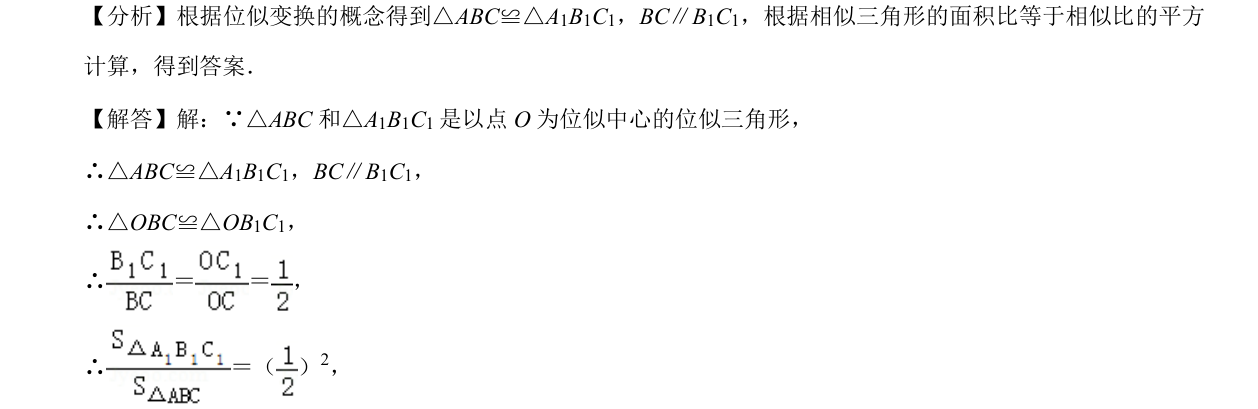 【分析】根据位似变换的概念得到△ABC≌△A₁B₁C₁，BC∥B₁C₁，根据相似三角形的面积比等于相似比的平方
计算，得到答案．
【解答】解：∵△ABC 和△A₁B₁C₁是以点 O 为位似中心的位似三角形，
∴△ABC≌△A₁B₁C₁，BC∥B₁C₁，
∴△OBC≌△OB₁C₁，
∴B₁C₁/BC=OC₁/OC=1/2，
∴S△A₁B₁C₁/S△ABC=（1/2）²，